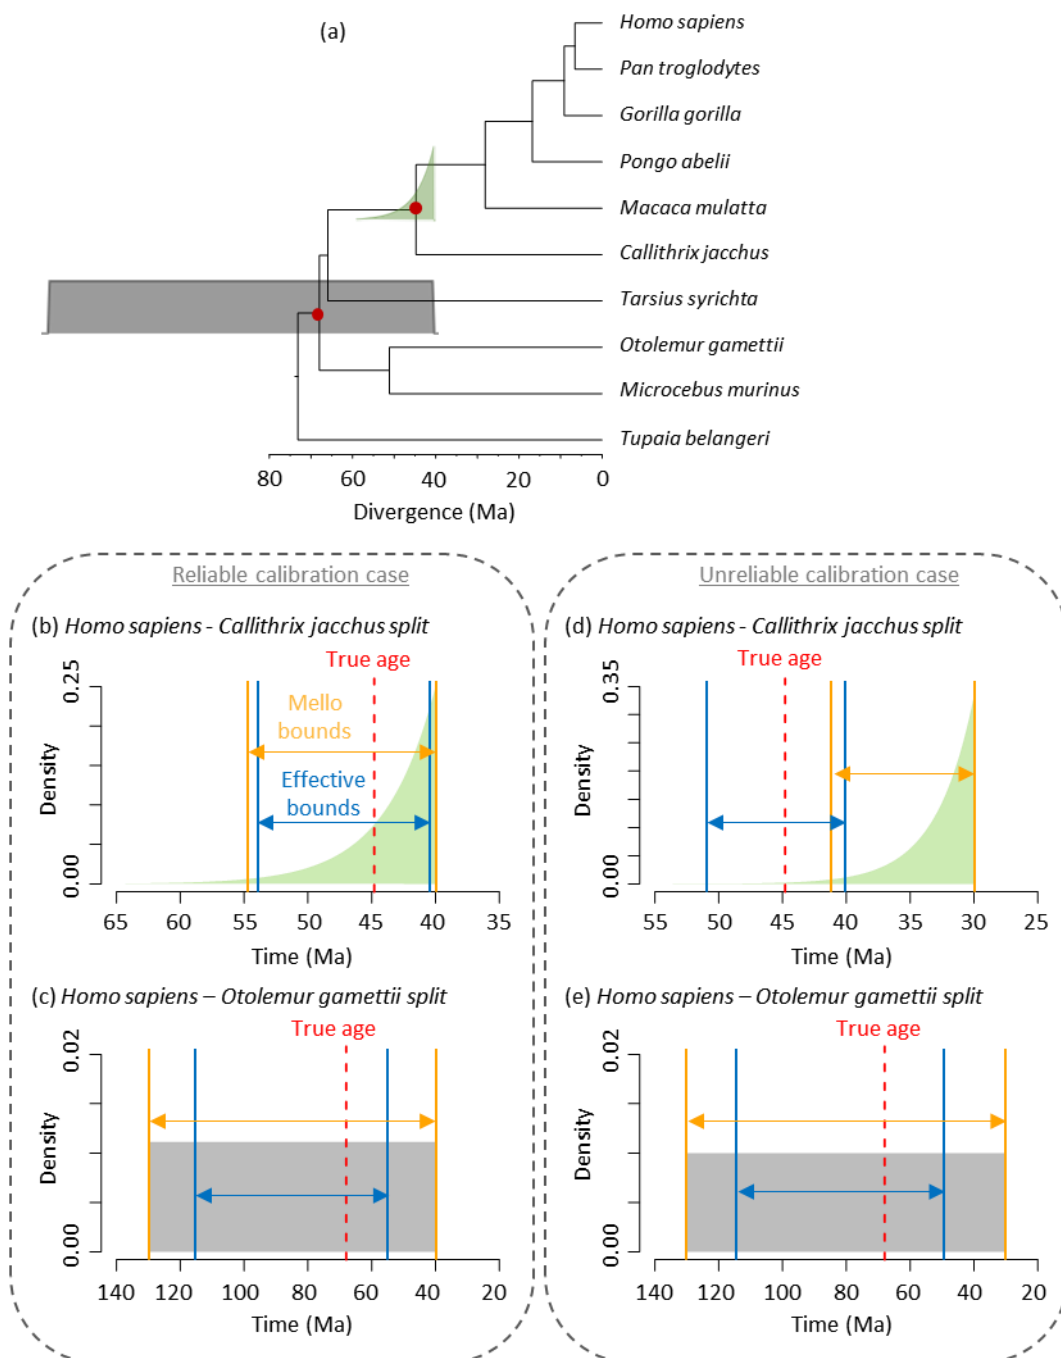 (a)
Homo sapiens
Pan troglodytes
Gorilla gorilla
Pongo abelii
Macaca mulatta
Callithrix jacchus
Tarsius syrichta
Otolemur gamettii
Microcebus murinus
Tupaia belangeri
80 60 40 20 0
Divergence (Ma)
Reliable calibration case
(b) Homo sapiens - Callithrix jacchus split
True age
0.25
Mello
bounds
Effective
bounds
Density
0.00
65 60 55 50 45 40 35
Time (Ma)
(c) Homo sapiens – Otolemur gamettii split
True age
0.02
Density
0.00
140 120 100 80 60 40 20
Time (Ma)
Unreliable calibration case
(d) Homo sapiens - Callithrix jacchus split
True age
0.35
Density
0.00
55 50 45 40 35 30 25
Time (Ma)
(e) Homo sapiens – Otolemur gamettii split
True age
0.02
Density
0.00
140 120 100 80 60 40 20
Time (Ma)